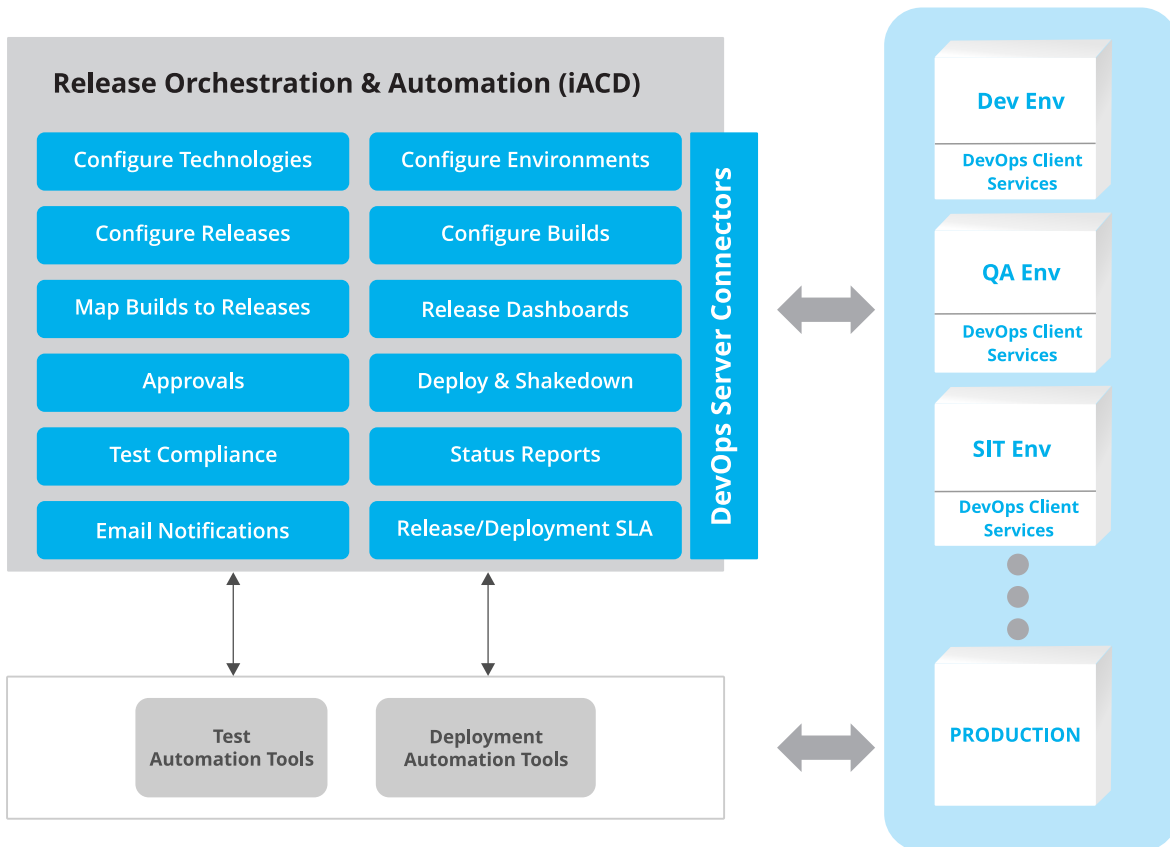 Release Orchestration & Automation (iACD)
Configure Technologies
Configure Environments
Configure Releases
Configure Builds
Map Builds to Releases
Release Dashboards
Approvals
Deploy & Shakedown
Test Compliance
Status Reports
Email Notifications
Release/Deployment SLA
DevOps Server Connectors
Test
Automation Tools
Deployment
Automation Tools
Dev Env
DevOps Client
Services
QA Env
DevOps Client
Services
SIT Env
DevOps Client
Services
PRODUCTION